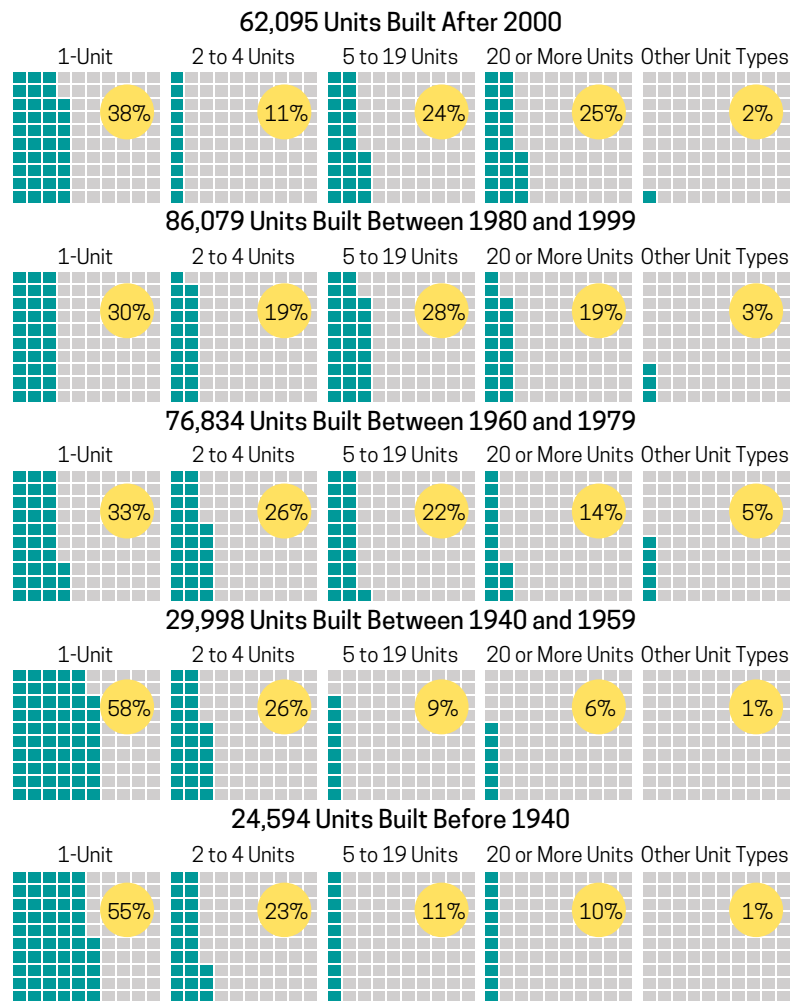 62,095 Units Built After 2000
1-Unit 2 to 4 Units 5 to 19 Units 20 or More Units Other Unit Types
38% 11% 24% 25% 2%
86,079 Units Built Between 1980 and 1999
1-Unit 2 to 4 Units 5 to 19 Units 20 or More Units Other Unit Types
30% 19% 28% 19% 3%
76,834 Units Built Between 1960 and 1979
1-Unit 2 to 4 Units 5 to 19 Units 20 or More Units Other Unit Types
33% 26% 22% 14% 5%
29,998 Units Built Between 1940 and 1959
1-Unit 2 to 4 Units 5 to 19 Units 20 or More Units Other Unit Types
58% 26% 9% 6% 1%
24,594 Units Built Before 1940
1-Unit 2 to 4 Units 5 to 19 Units 20 or More Units Other Unit Types
55% 23% 11% 10% 1%